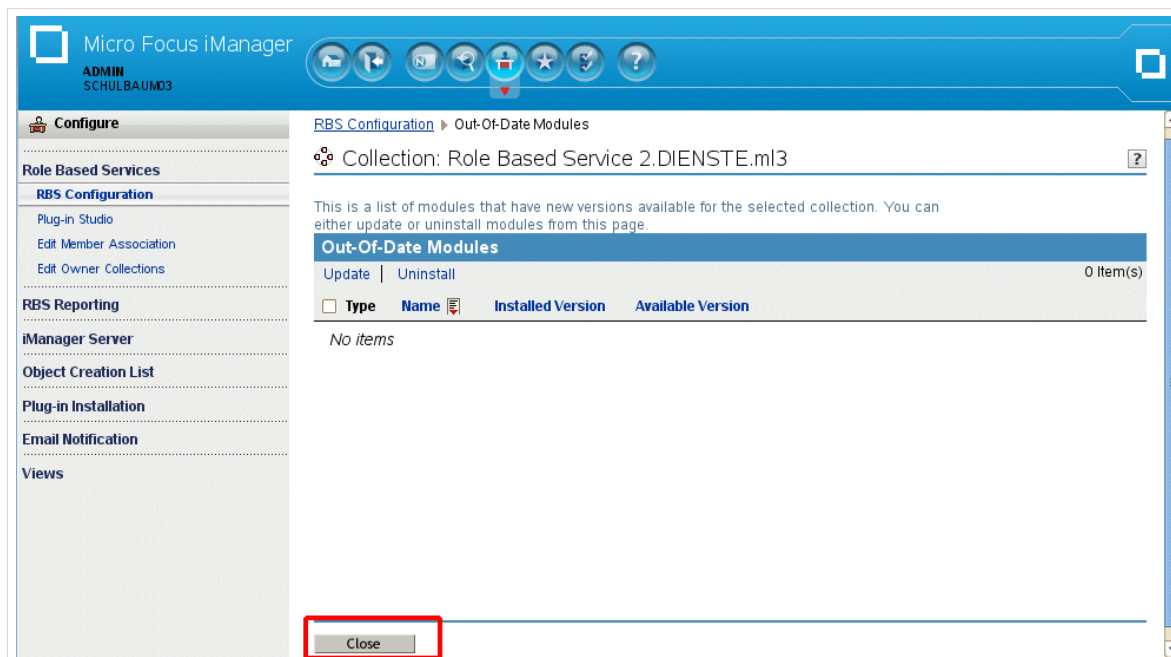 Micro Focus iManager
ADMIN
SCHULBAUM03
N
?
Configure
Role Based Services
RBS Configuration
Plug-in Studio
Edit Member Association
Edit Owner Collections
RBS Reporting
iManager Server
Object Creation List
Plug-in Installation
Email Notification
Views
RBS Configuration Out-Of-Date Modules
Collection: Role Based Service 2.DIENSTE.ml3 ?
This is a list of modules that have new versions available for the selected collection. You can
either update or uninstall modules from this page.
Out-Of-Date Modules
Update | Uninstall 0 Item(s)
Type Name Installed Version Available Version
No items
Close